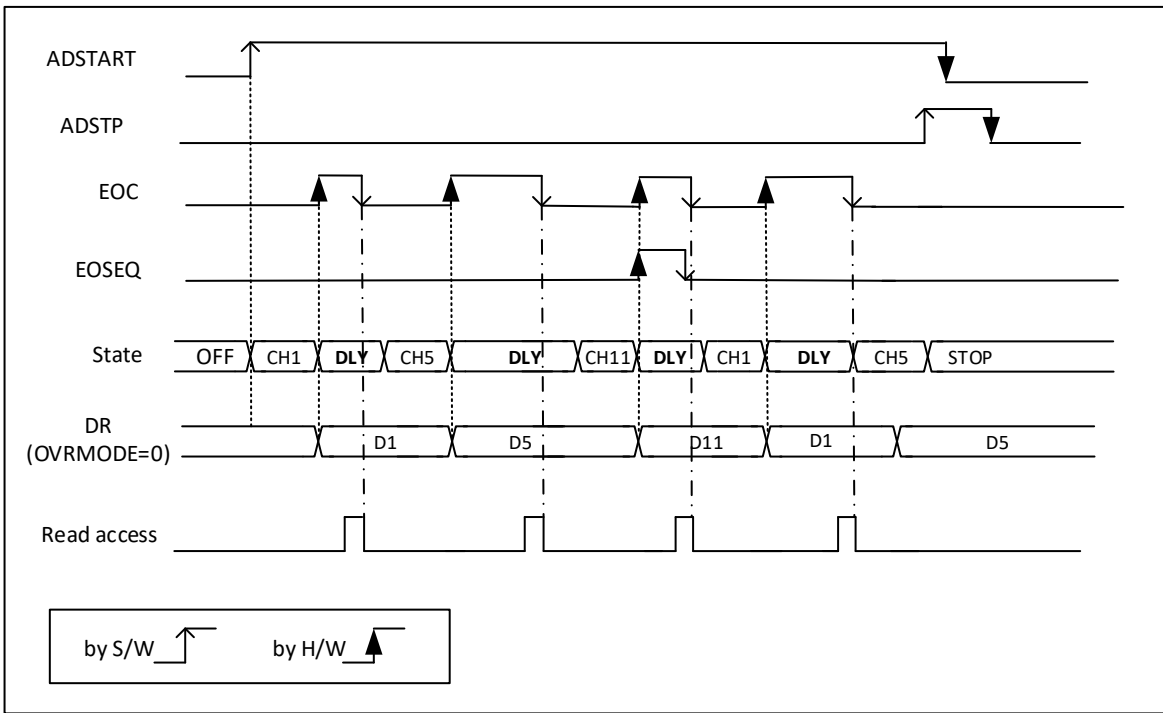 ADSTART
ADSTP
EOC
EOSEQ
State OFF CH1 DLY CH5 DLY CH11 DLY CH1 DLY CH5 STOP
DR
(OVRMODE=0) D1 D5 D11 D1 D5
Read access
by S/W by H/W